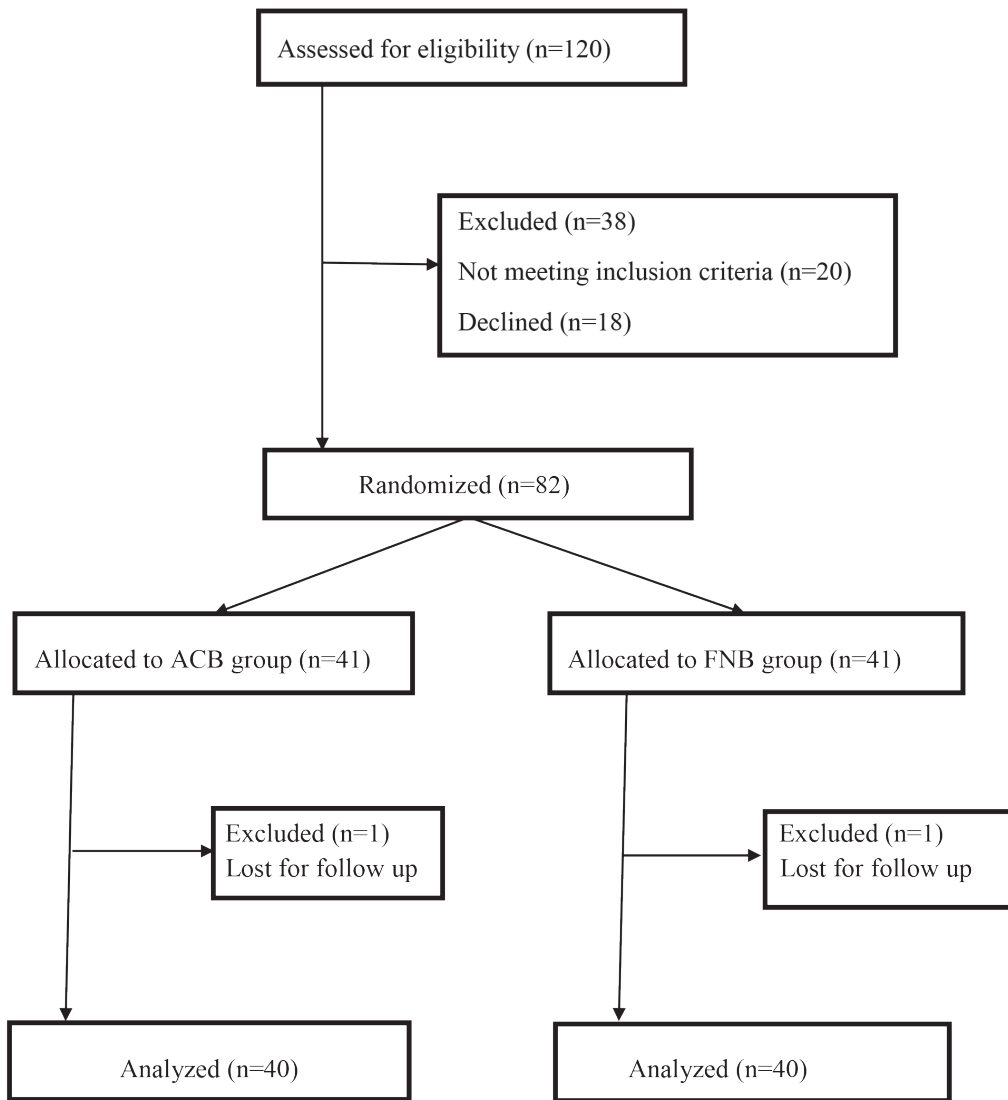 Assessed for eligibility (n=120)
Excluded (n=38)
Not meeting inclusion criteria (n=20)
Declined (n=18)
Randomized (n=82)
Allocated to ACB group (n=41)
Allocated to FNB group (n=41)
Excluded (n=1)
Lost for follow up
Excluded (n=1)
Lost for follow up
Analyzed (n=40)
Analyzed (n=40)